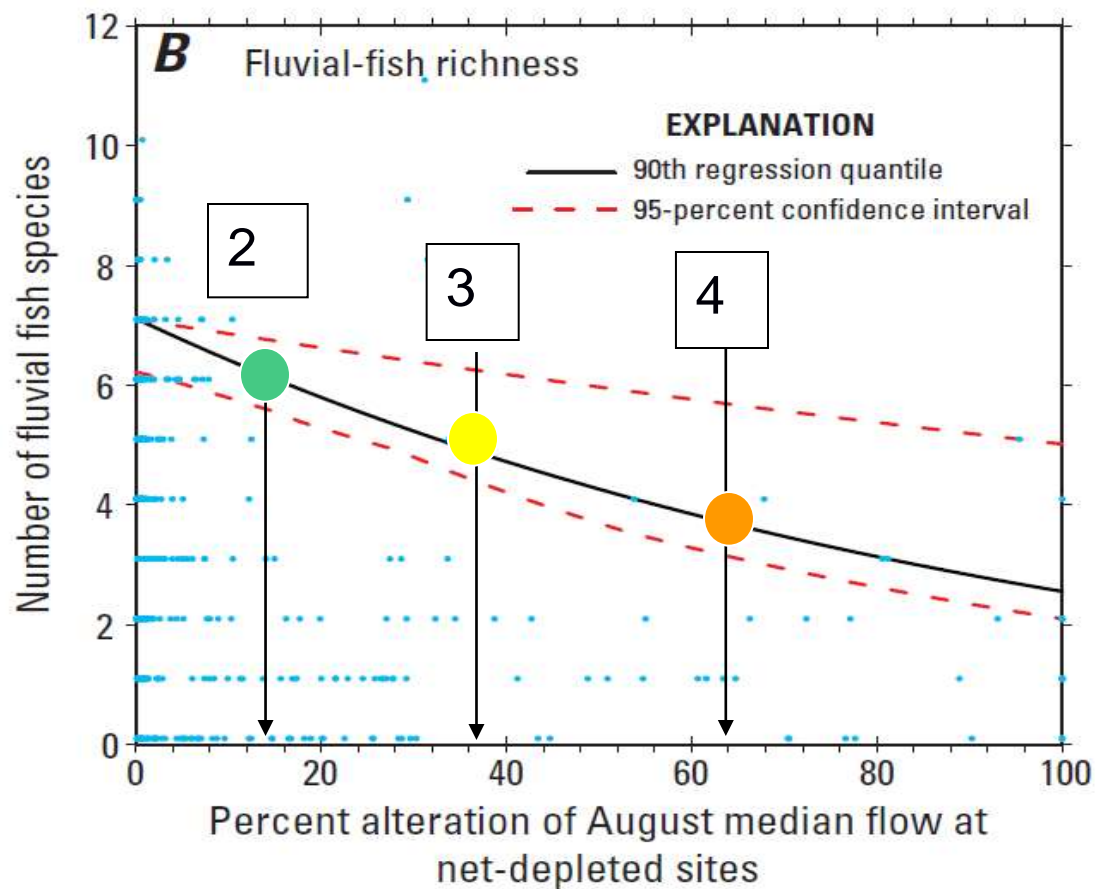 B Fluvial-fish richness
EXPLANATION
90th regression quantile
95-percent confidence interval
Number of fluvial fish species
12
10
8
6
4
2
0
2
3
4
0 20 40 60 80 100
Percent alteration of August median flow at
net-depleted sites